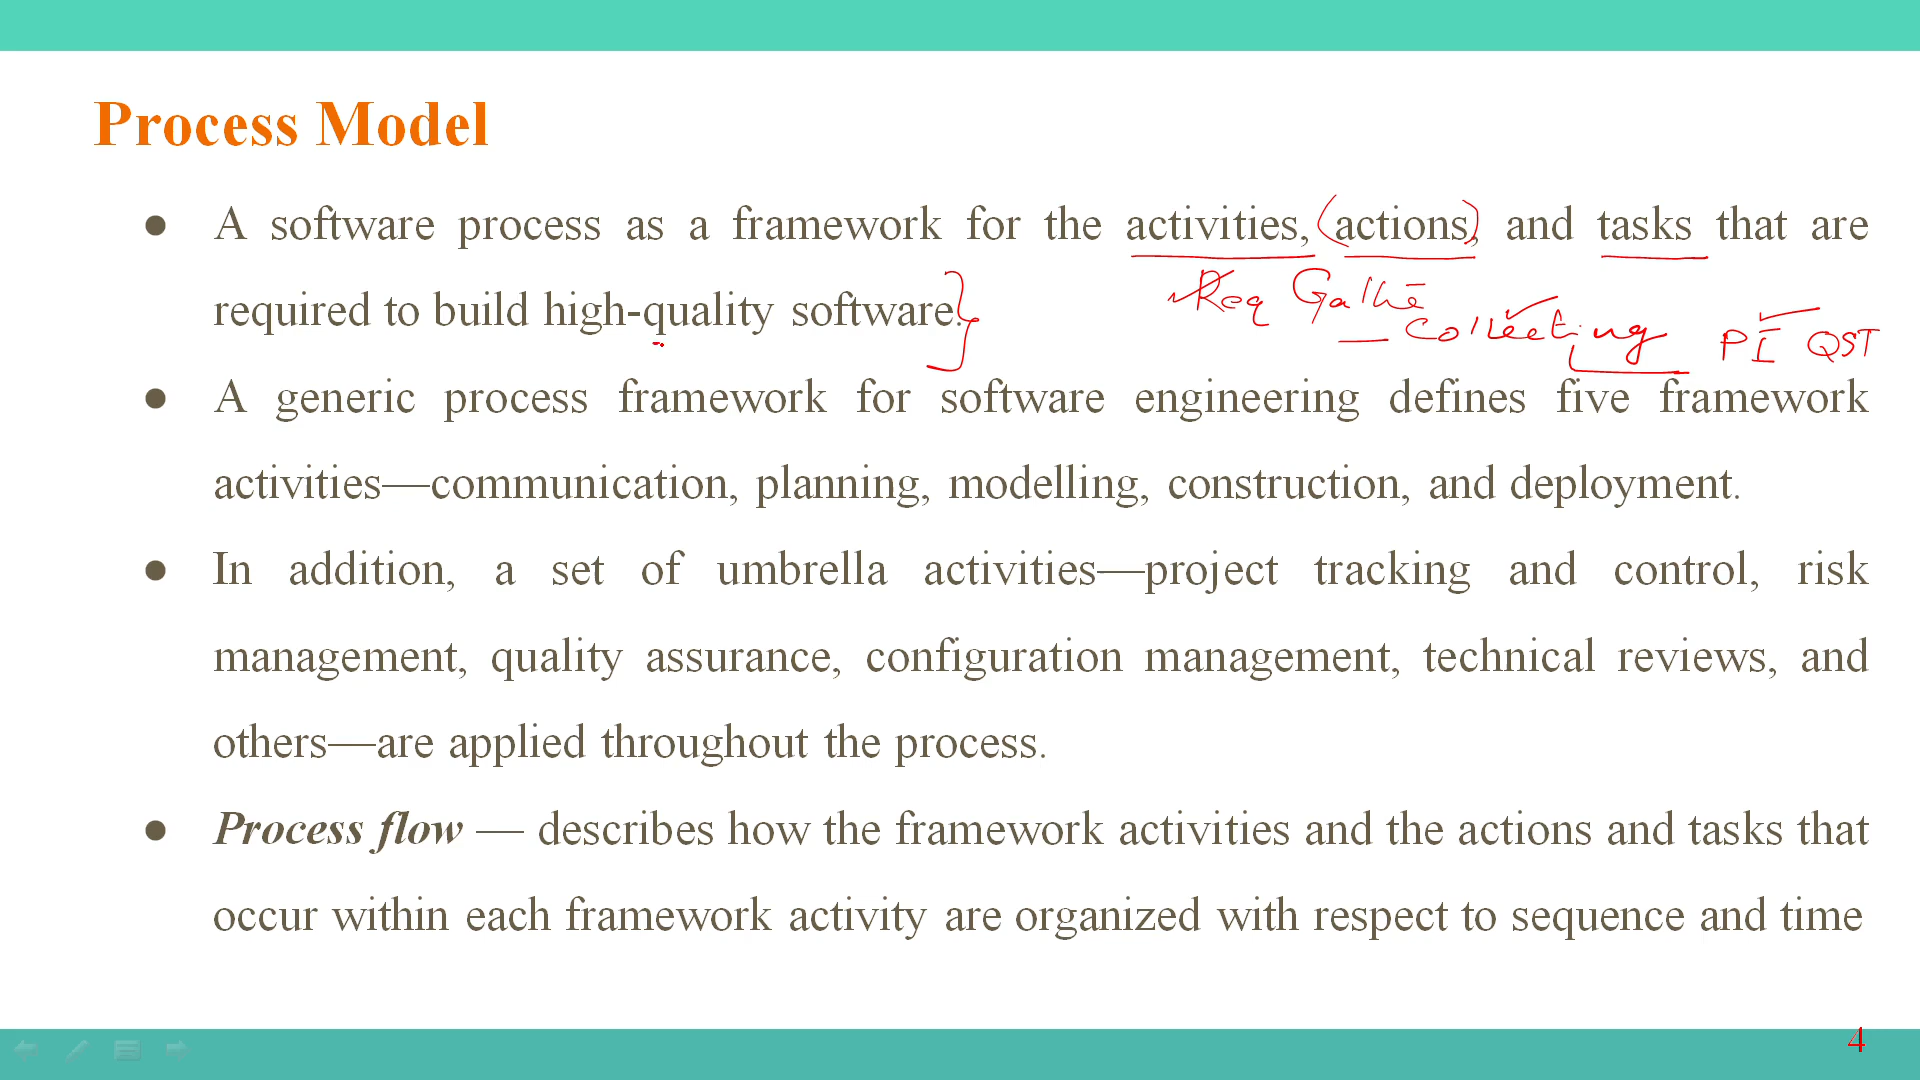 Process Model
● A software process as a framework for the activities, (actions), and tasks that are
Req Gathe
required to build high-quality software.}
collecting PI QST
● A generic process framework for software engineering defines five framework
activities—communication, planning, modelling, construction, and deployment.
● In addition, a set of umbrella activities—project tracking and control, risk
management, quality assurance, configuration management, technical reviews, and
others—are applied throughout the process.
● Process flow — describes how the framework activities and the actions and tasks that
occur within each framework activity are organized with respect to sequence and time
4